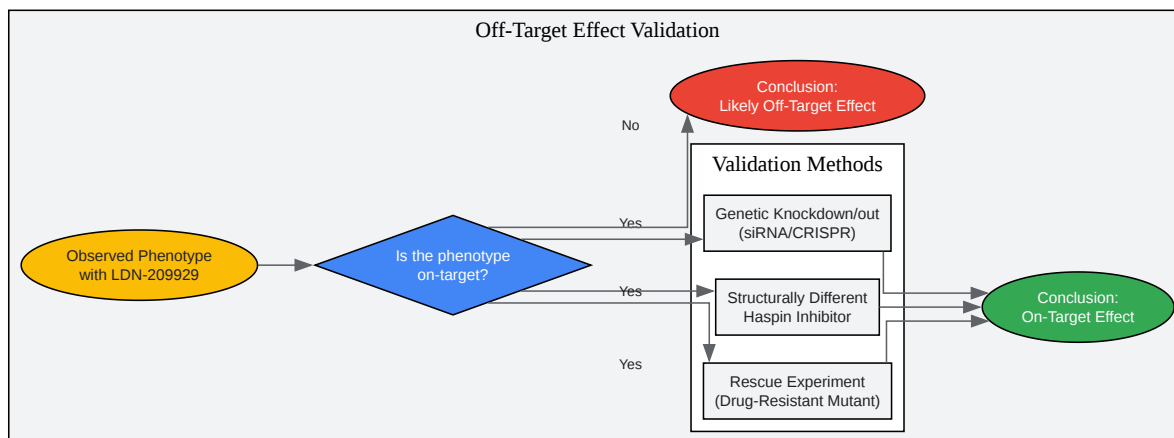 Off-Target Effect Validation
Conclusion:
Likely Off-Target Effect
No
Validation Methods
Genetic Knockdown/out
(siRNA/CRISPR)
Yes
Observed Phenotype
with LDN-209929
Is the phenotype
on-target?
Yes
Structurally Different
Haspin Inhibitor
Conclusion:
On-Target Effect
Yes
Rescue Experiment
(Drug-Resistant Mutant)